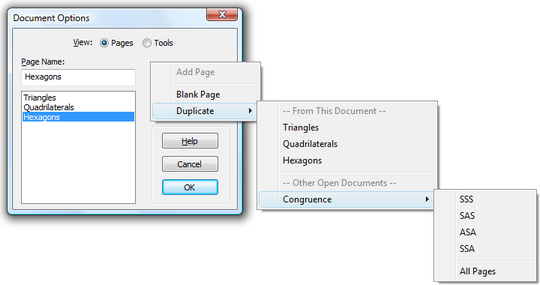 Document Options
View: Pages Tools
Page Name:
Hexagons
Triangles
Quadrilaterals
Hexagons
Add Page
Blank Page
Duplicate
Help
Cancel
OK
-- From This Document --
Triangles
Quadrilaterals
Hexagons
-- Other Open Documents --
Congruence
SSS
SAS
ASA
SSA
All Pages